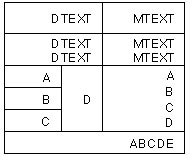 DTEXT MTEXT
DTEXT MTEXT
DTEXT MTEXT
A D A
B B
C C
D
ABCDE